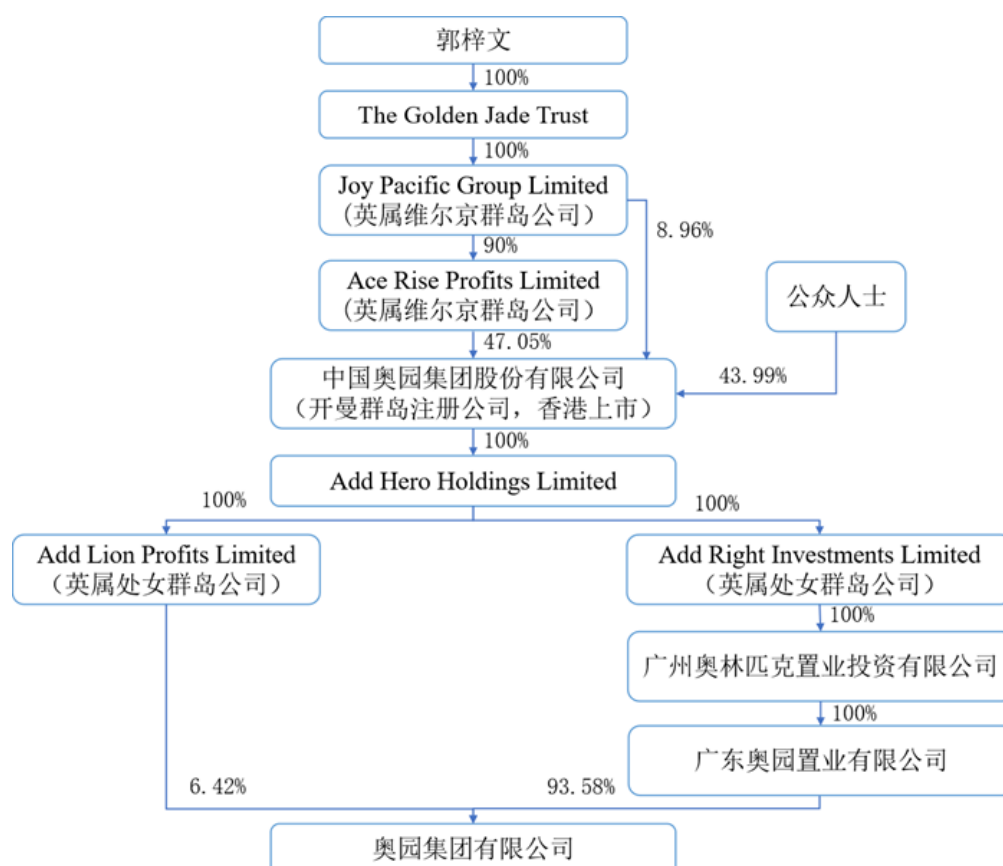 郭梓文
100%
The Golden Jade Trust
100%
Joy Pacific Group Limited
(英属维尔京群岛公司）
8.96%
90%
Ace Rise Profits Limited
(英属维尔京群岛公司）
公众人士
47.05%
中国奥园集团股份有限公司
（开曼群岛注册公司，香港上市）
43.99%
100%
Add Hero Holdings Limited
100%
100%
Add Lion Profits Limited
（英属处女群岛公司）
Add Right Investments Limited
（英属处女群岛公司）
100%
广州奥林匹克置业投资有限公司
100%
广东奥园置业有限公司
6.42%
93.58%
奥园集团有限公司